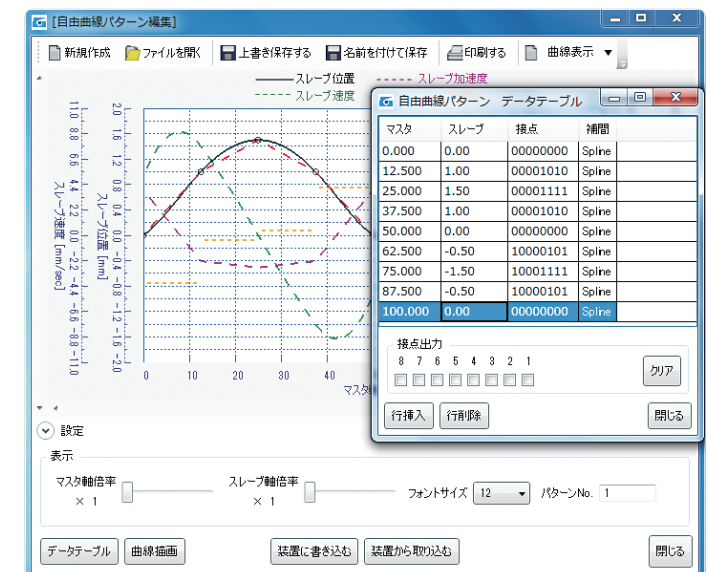 [自由曲線パターン編集]
新規作成 ファイルを開く 上書き保存する 名前を付けて保存 印刷する 曲線表示 ▼
スレーブ位置 スレーブ加速度
スレーブ速度
11.0 8.8 6.6 4.4 2.2 0.0 -2.2 -4.4 -6.6 -8.8 -11.0
スレーブ速度 [mm/sec]
2.0 1.6 1.2 0.8 0.4 0.0 -0.4 -0.8 -1.2 -1.6 -2.0
スレーブ位置 [mm]
0 10 20 30 40
マスタ
自由曲線パターン データテーブル
マスタ スレーブ 接点 補間
0.000 0.00 00000000 Spline
12.500 1.00 00001010 Spline
25.000 1.50 00001111 Spline
37.500 1.00 00001010 Spline
50.000 0.00 00000000 Spline
62.500 -0.50 10000101 Spline
75.000 -1.50 10001111 Spline
87.500 -0.50 10000101 Spline
100.000 0.00 00000000 Spline
接点出力
8 7 6 5 4 3 2 1
クリア
行挿入 行削除 閉じる
設定
表示
マスタ軸倍率 × 1
スレーブ軸倍率 × 1
フォントサイズ 12
パターンNo. 1
データテーブル 曲線描画 装置に書き込む 装置から取り込む 閉じる